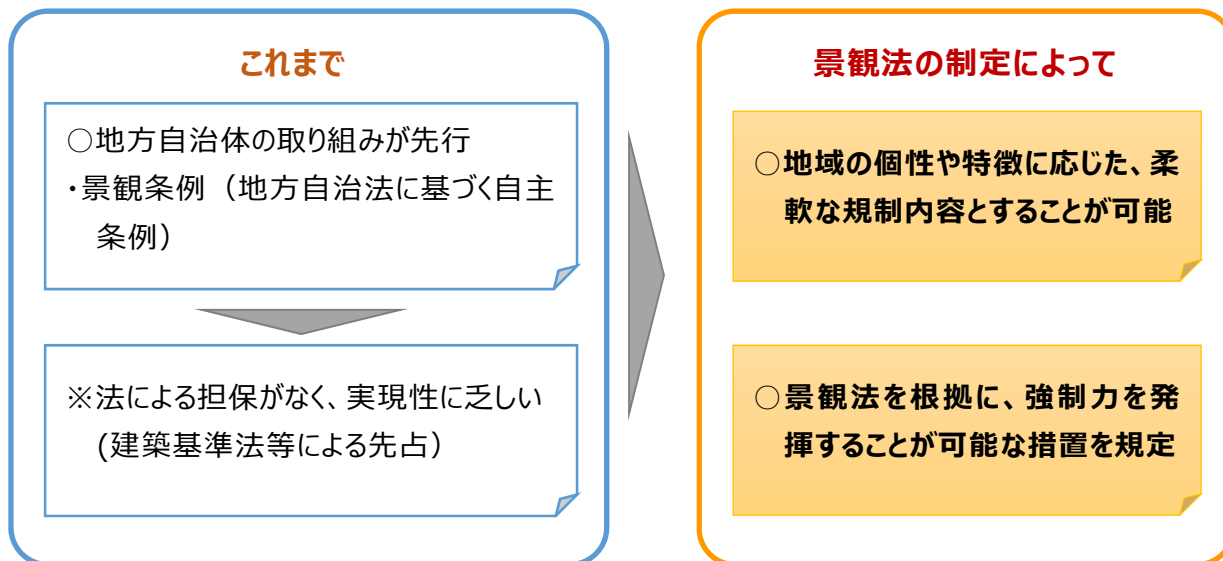 これまで
○地方自治体の取り組みが先行
・景観条例（地方自治法に基づく自主
条例）
※法による担保がなく、実現性に乏しい
(建築基準法等による先占）
景観法の制定によって
○地域の個性や特徴に応じた、柔
軟な規制内容とすることが可能
○景観法を根拠に、強制力を発
揮することが可能な措置を規定